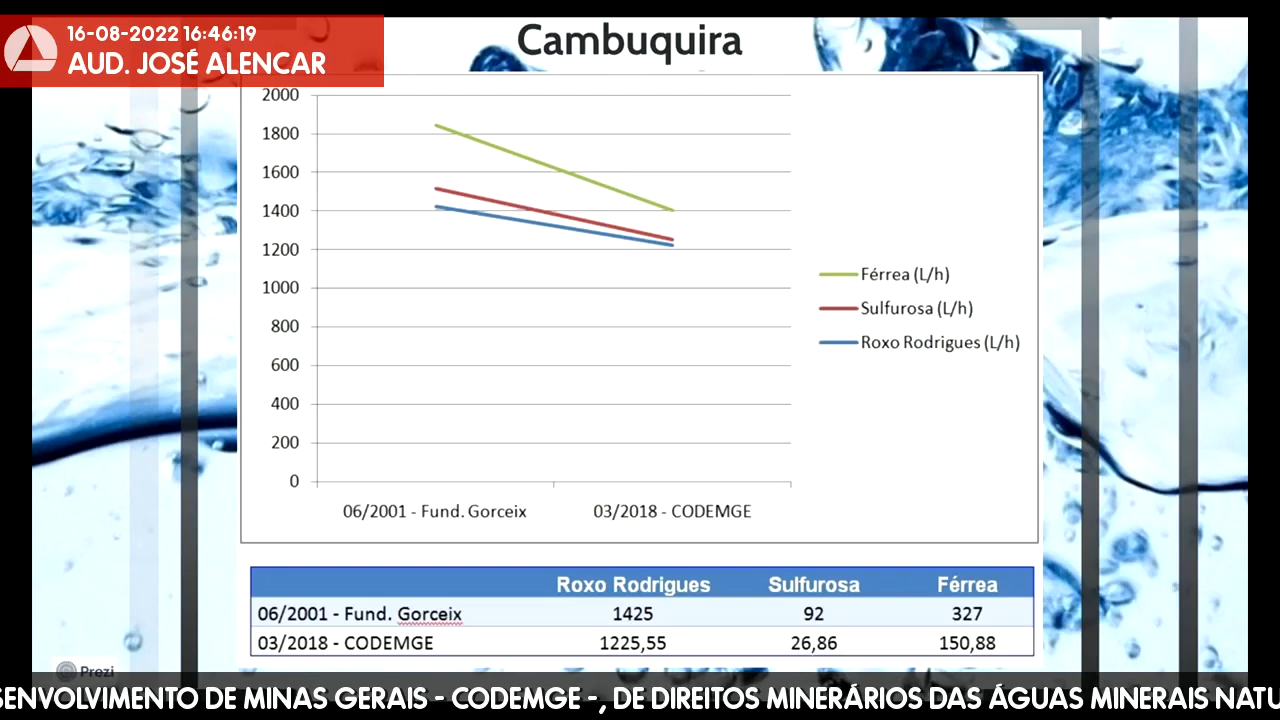 16-08-2022 16:46:19
AUD. JOSÉ ALENCAR
Cambuquira
2000
1800
1600
1400
1200
1000
800
600
400
200
0
06/2001 - Fund. Gorceix
03/2018 - CODEMGE
Férrea (L/h)
Sulfurosa (L/h)
Roxo Rodrigues (L/h)
Roxo Rodrigues Sulfurosa Férrea
06/2001 - Fund. Gorceix 1425 92 327
03/2018 - CODEMGE 1225,55 26,86 150,88
Prezi
SENVOLVIMENTO DE MINAS GERAIS - CODEMGE -, DE DIREITOS MINERÁRIOS DAS ÁGUAS MINERAIS NATU